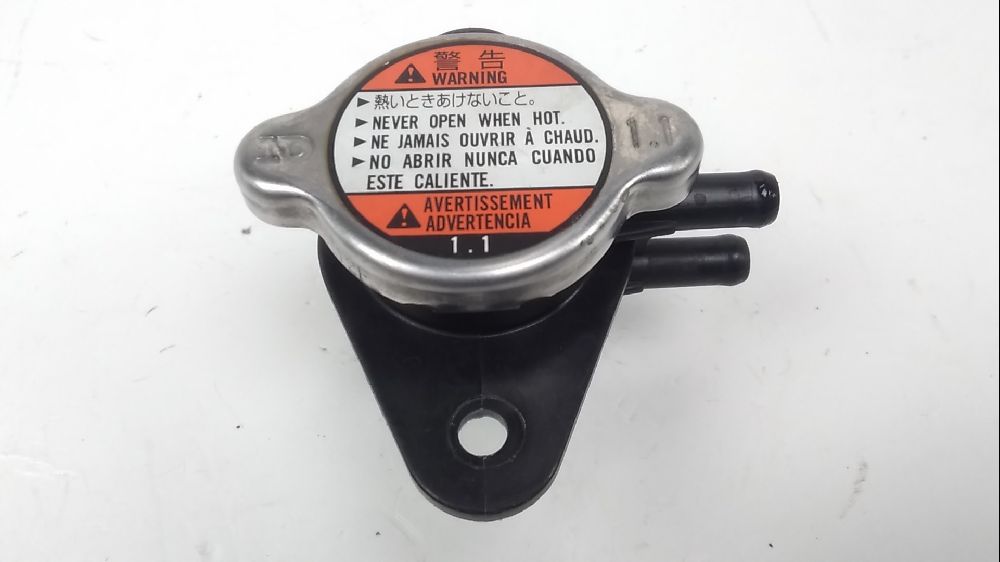 警告
WARNING
▶熱いときあけないこと。
▶NEVER OPEN WHEN HOT.
▶NE JAMAIS OUVRIR À CHAUD.
▶NO ABRIR NUNCA CUANDO
ESTE CALIENTE.
AVERTISSEMENT
ADVERTENCIA
1.1
1.1